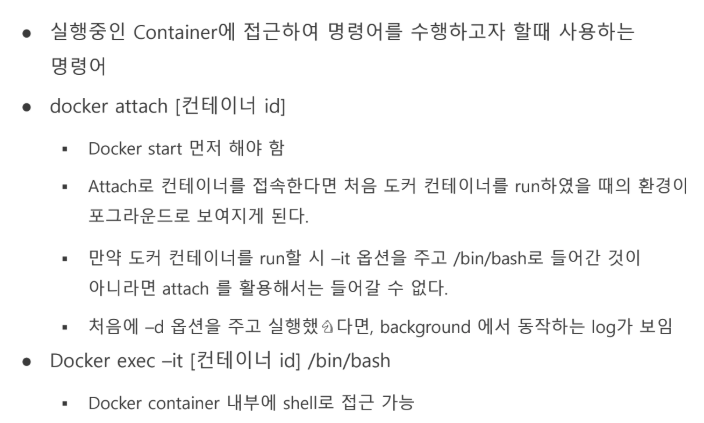 ● 실행중인 Container에 접근하여 명령어를 수행하고자 할때 사용하는
명령어
● docker attach [컨테이너 id]
▪ Docker start 먼저 해야 함
▪ Attach로 컨테이너를 접속한다면 처음 도커 컨테이너를 run하였을 때의 환경이
포그라운드로 보여지게 된다.
▪ 만약 도커 컨테이너를 run할 시 –it 옵션을 주고 /bin/bash로 들어간 것이
아니라면 attach 를 활용해서는 들어갈 수 없다.
▪ 처음에 –d 옵션을 주고 실행했다면, background 에서 동작하는 log가 보임
● Docker exec –it [컨테이너 id] /bin/bash
▪ Docker container 내부에 shell로 접근 가능